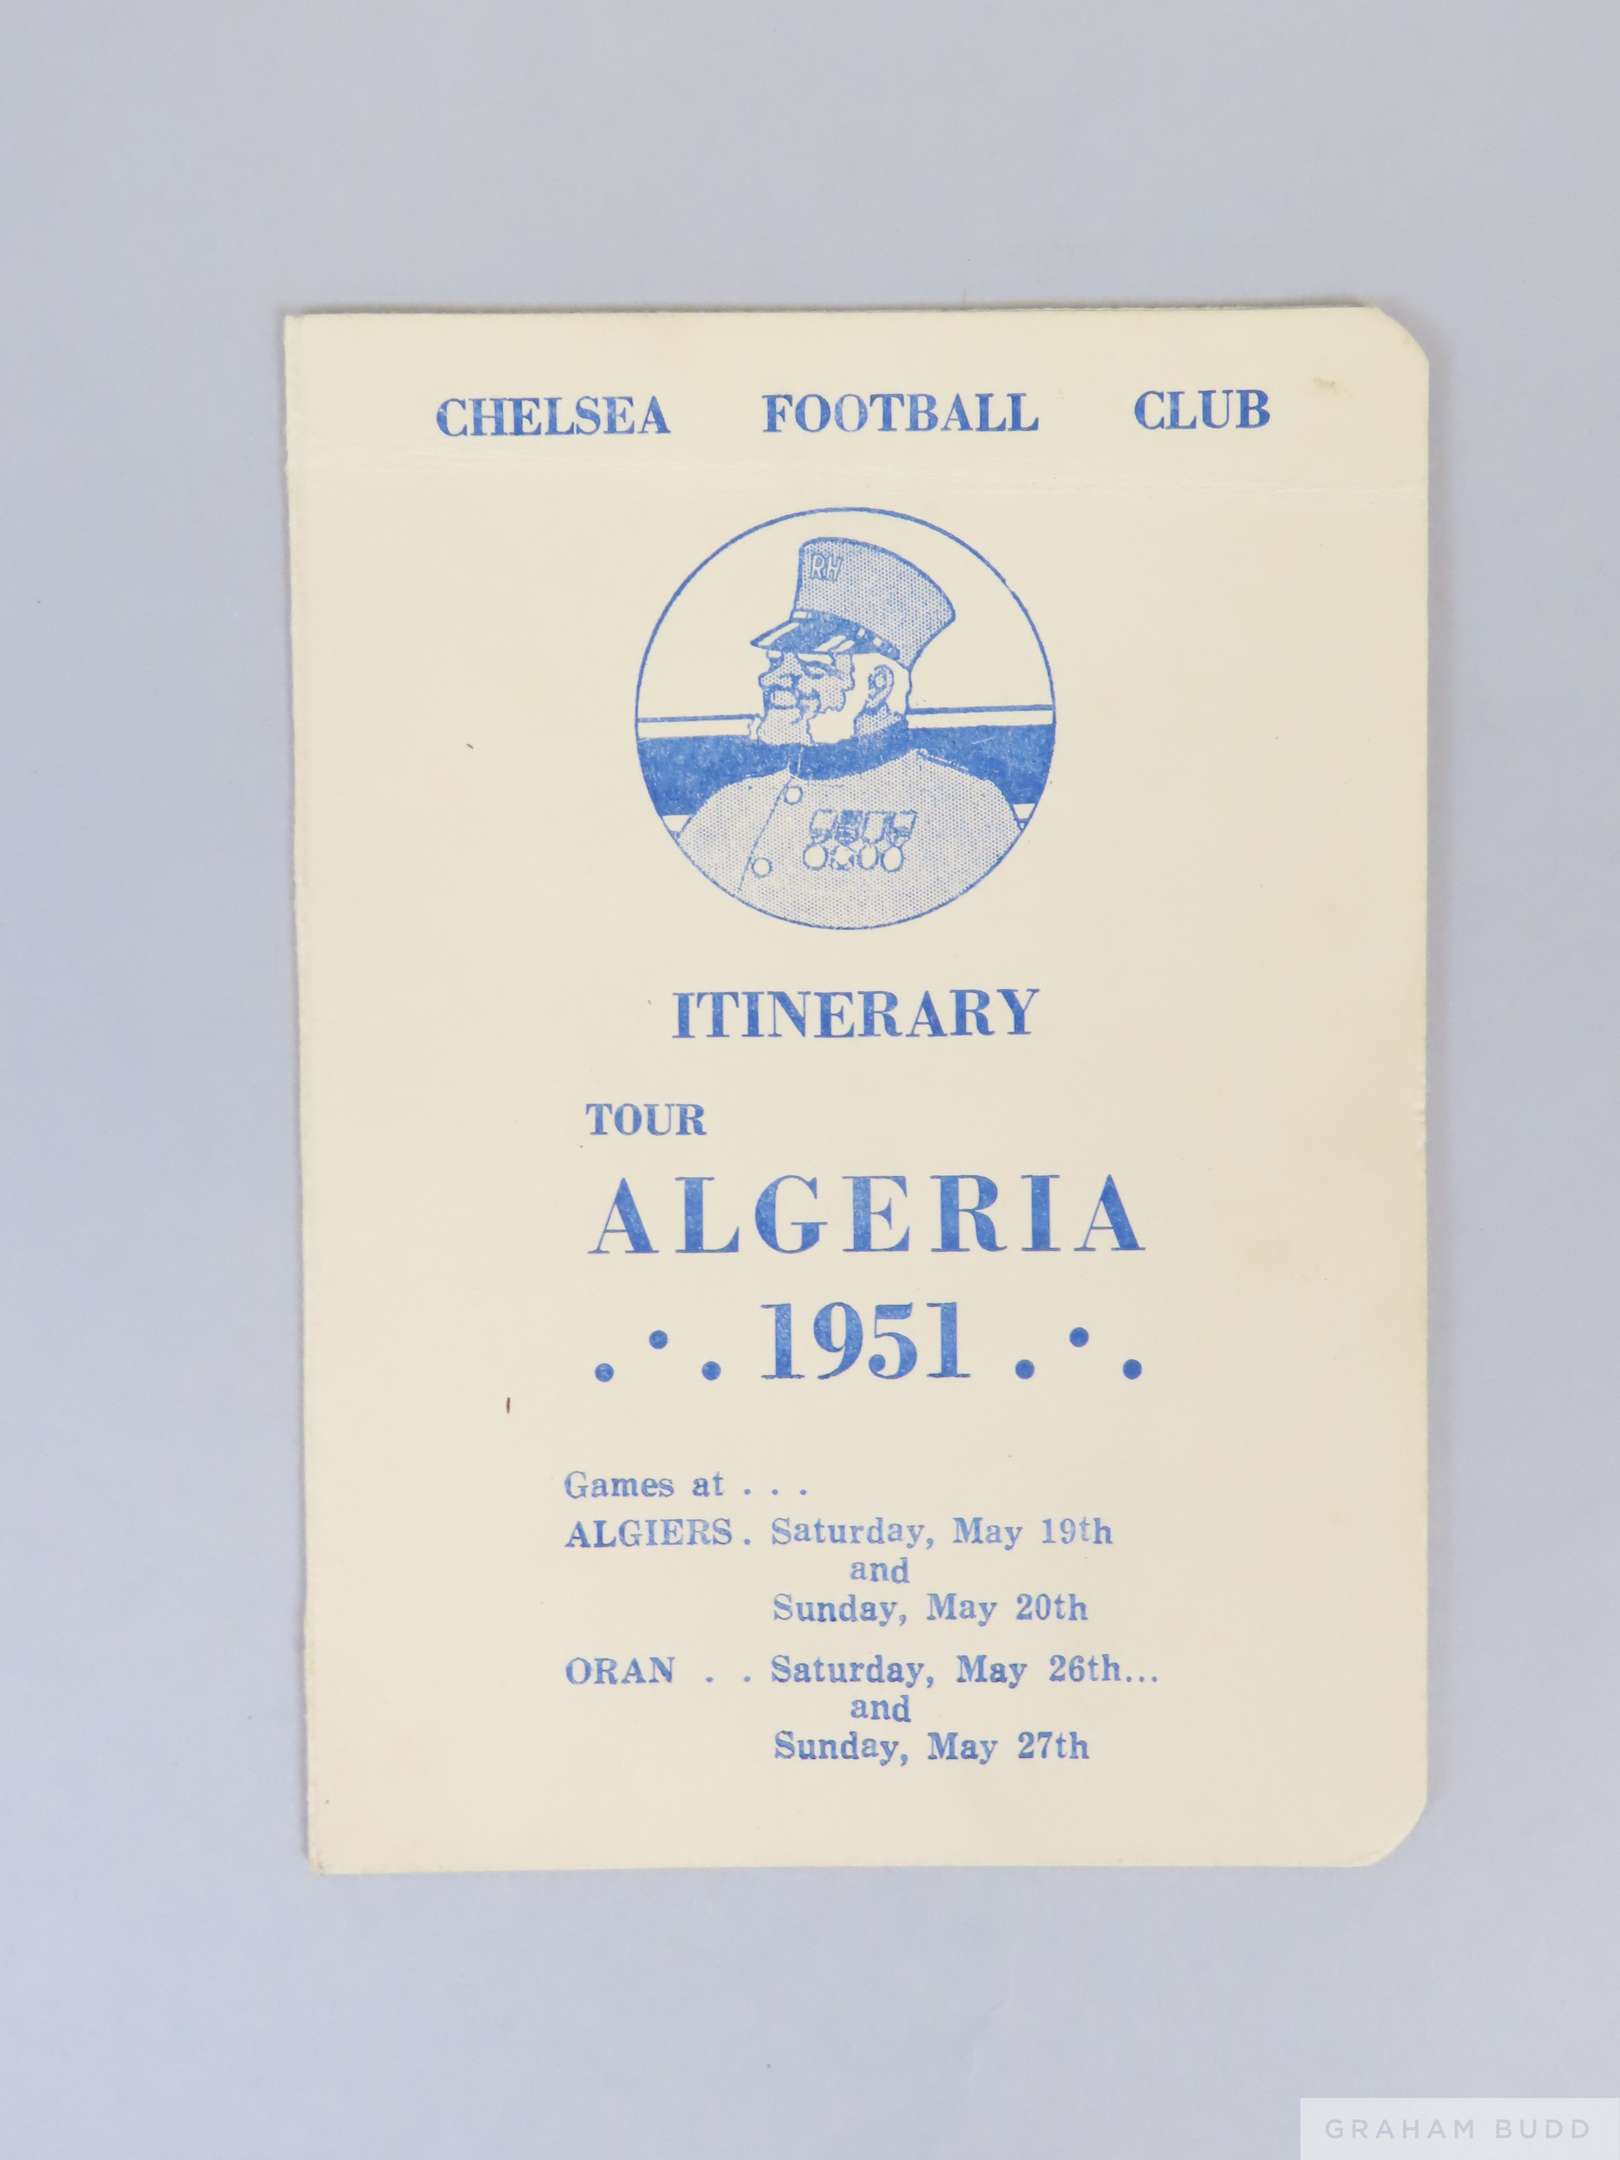 CHELSEA FOOTBALL CLUB
RH
ITINERARY
TOUR
ALGERIA
1951
Games at . . .
ALGIERS . Saturday, May 19th
and
Sunday, May 20th
ORAN . . Saturday, May 26th...
and
Sunday, May 27th
GRAHAM BUDD